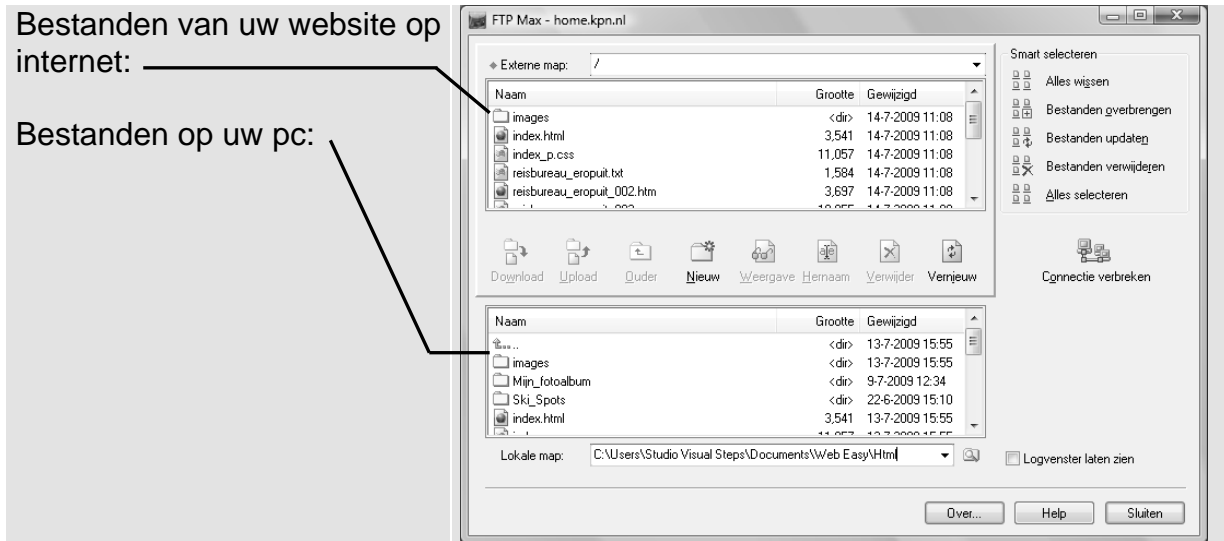 Bestanden van uw website op
internet:
Bestanden op uw pc:
FTP Max - home.kpn.nl
Externe map: /
Naam Grootte Gewijzigd
images <dir> 14-7-2009 11:08
index.html 3,541 14-7-2009 11:08
index_p.css 11,057 14-7-2009 11:08
reisbureau_eropuit.txt 1,584 14-7-2009 11:08
reisbureau_eropuit_002.htm 3,697 14-7-2009 11:08
Smart selecteren
Alles wissen
Bestanden overbrengen
Bestanden updaten
Bestanden verwijderen
Alles selecteren
Download Upload Ouder Nieuw Weergave Hernaam Verwijder Vernieuw
Connectie verbreken
Naam Grootte Gewijzigd
.. <dir> 13-7-2009 15:55
images <dir> 13-7-2009 15:55
Mijn_fotoalbum <dir> 9-7-2009 12:34
Ski_Spots <dir> 22-6-2009 15:10
index.html 3,541 13-7-2009 15:55
Lokale map: C:\Users\Studio Visual Steps\Documents\Web Easy\Html
Logvenster laten zien
Over... Help Sluiten